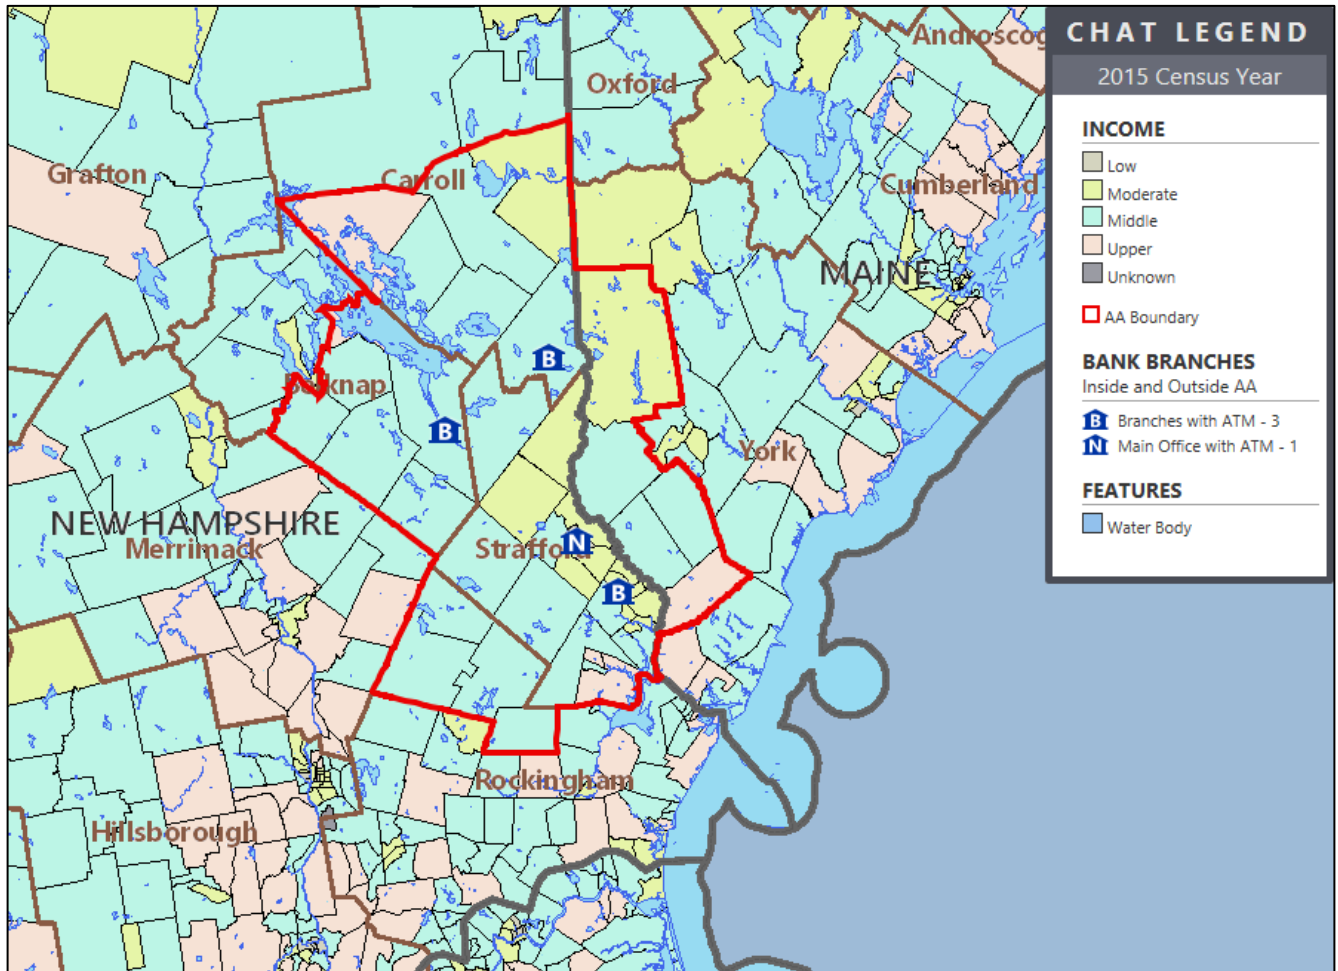 Androscog
Oxford
Grafton
Carroll
Cumberland
MAINE
B
Belknap
B
York
NEW HAMPSHIRE
Merrimack
Strafford
N
B
Rockingham
Hillsborough
CHAT LEGEND
2015 Census Year
INCOME
Low
Moderate
Middle
Upper
Unknown
AA Boundary
BANK BRANCHES
Inside and Outside AA
B Branches with ATM - 3
N Main Office with ATM - 1
FEATURES
Water Body